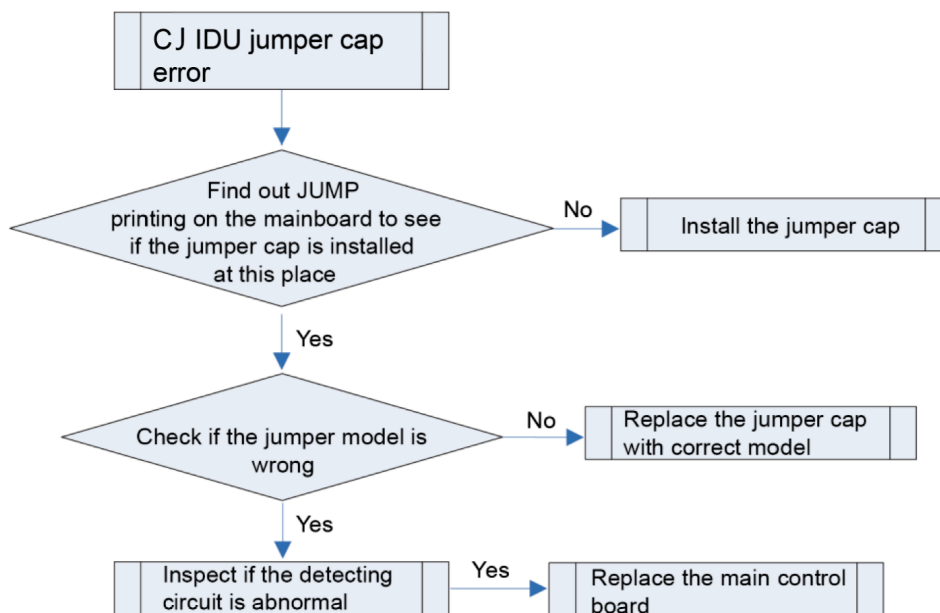 CJ IDU jumper cap
error
Find out JUMP
printing on the mainboard to see
if the jumper cap is installed
at this place
No
Install the jumper cap
Yes
Check if the jumper model is
wrong
No
Replace the jumper cap
with correct model
Yes
Inspect if the detecting
circuit is abnormal
Yes
Replace the main control
board